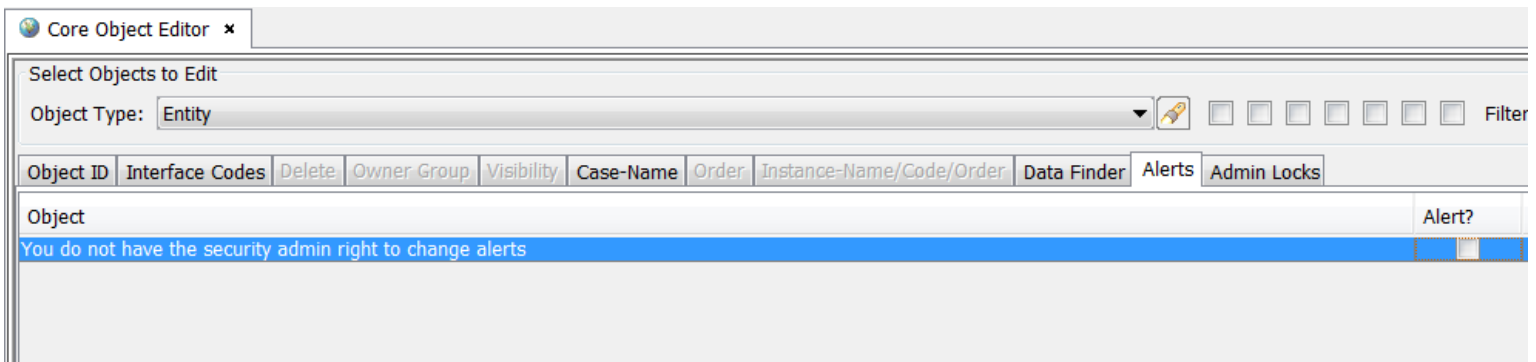 Core Object Editor ×
Select Objects to Edit
Object Type: Entity Filter
Object ID Interface Codes Delete Owner Group Visibility Case-Name Order Instance-Name/Code/Order Data Finder Alerts Admin Locks
Object Alert?
You do not have the security admin right to change alerts